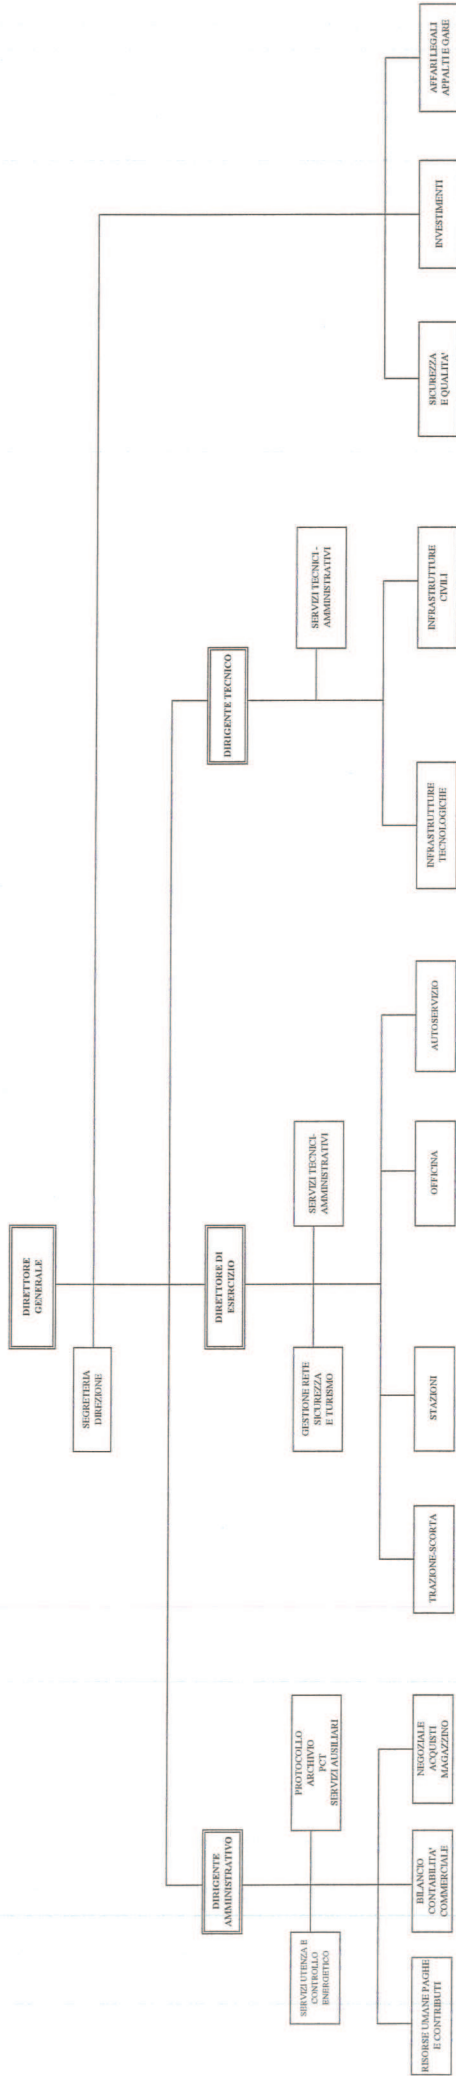 DIRETTORE
GENERALE
SEGRETERIA
DIREZIONE
DIRIGENTE
AMMINISTRATIVO
DIRETTORE DI
ESERCIZIO
DIRIGENTE TECNICO
SERVIZI UTENZA E
CONTROLLO
ENERGETICO
PROTOCOLLO
ARCHIVIO
PCT
SERVIZI AUSILIARI
GESTIONE RETE
SICUREZZA
E TURISMO
SERVIZI TECNICI-
AMMINISTRATIVI
SERVIZI TECNICI -
AMMINISTRATIVI
RISORSE UMANE PAGHE
E CONTRIBUTI
BILANCIO
CONTABILITA'
COMMERCIALE
NEGOZIALE
ACQUISTI
MAGAZZINO
TRAZIONE-SCORTA
STAZIONI
OFFICINA
AUTOSERVIZIO
INFRASTRUTTURE
TECNOLOGICHE
INFRASTRUTTURE
CIVILI
SICUREZZA
E QUALITA'
INVESTIMENTI
AFFARI LEGALI
APPALTI E GARE